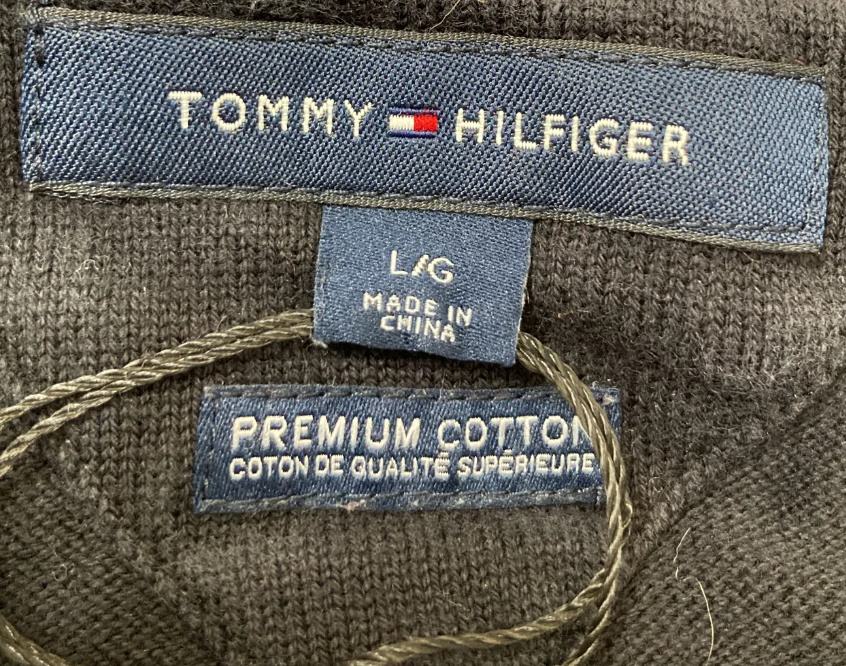 TOMMY HILFIGER
L/G
MADE IN
CHINA
PREMIUM COTTON
COTON DE QUALITÉ SUPÉRIEURE